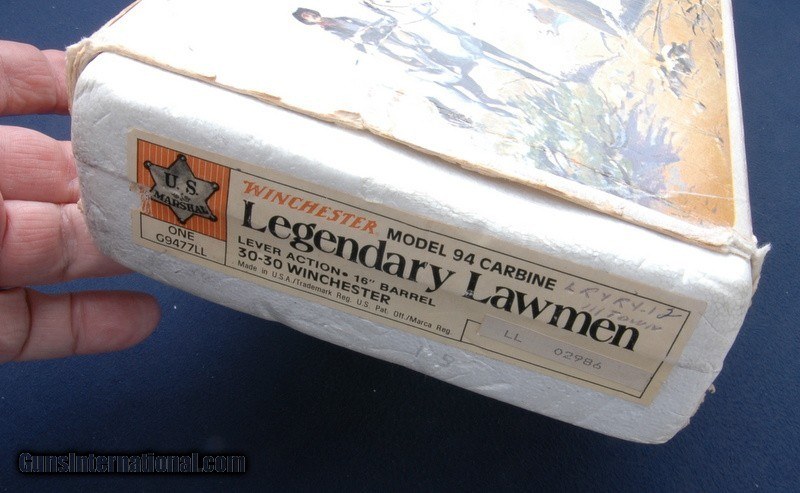 U. S.
MARSHAL
ONE
G9477LL
WINCHESTER MODEL 94 CARBINE
Legendary Lawmen
LEVER ACTION • 16" BARREL
30-30 WINCHESTER
Made in U.S.A./Trademark Reg. U.S. Pat. Off./Marca Reg.
LL 02986
GunsInternational.com